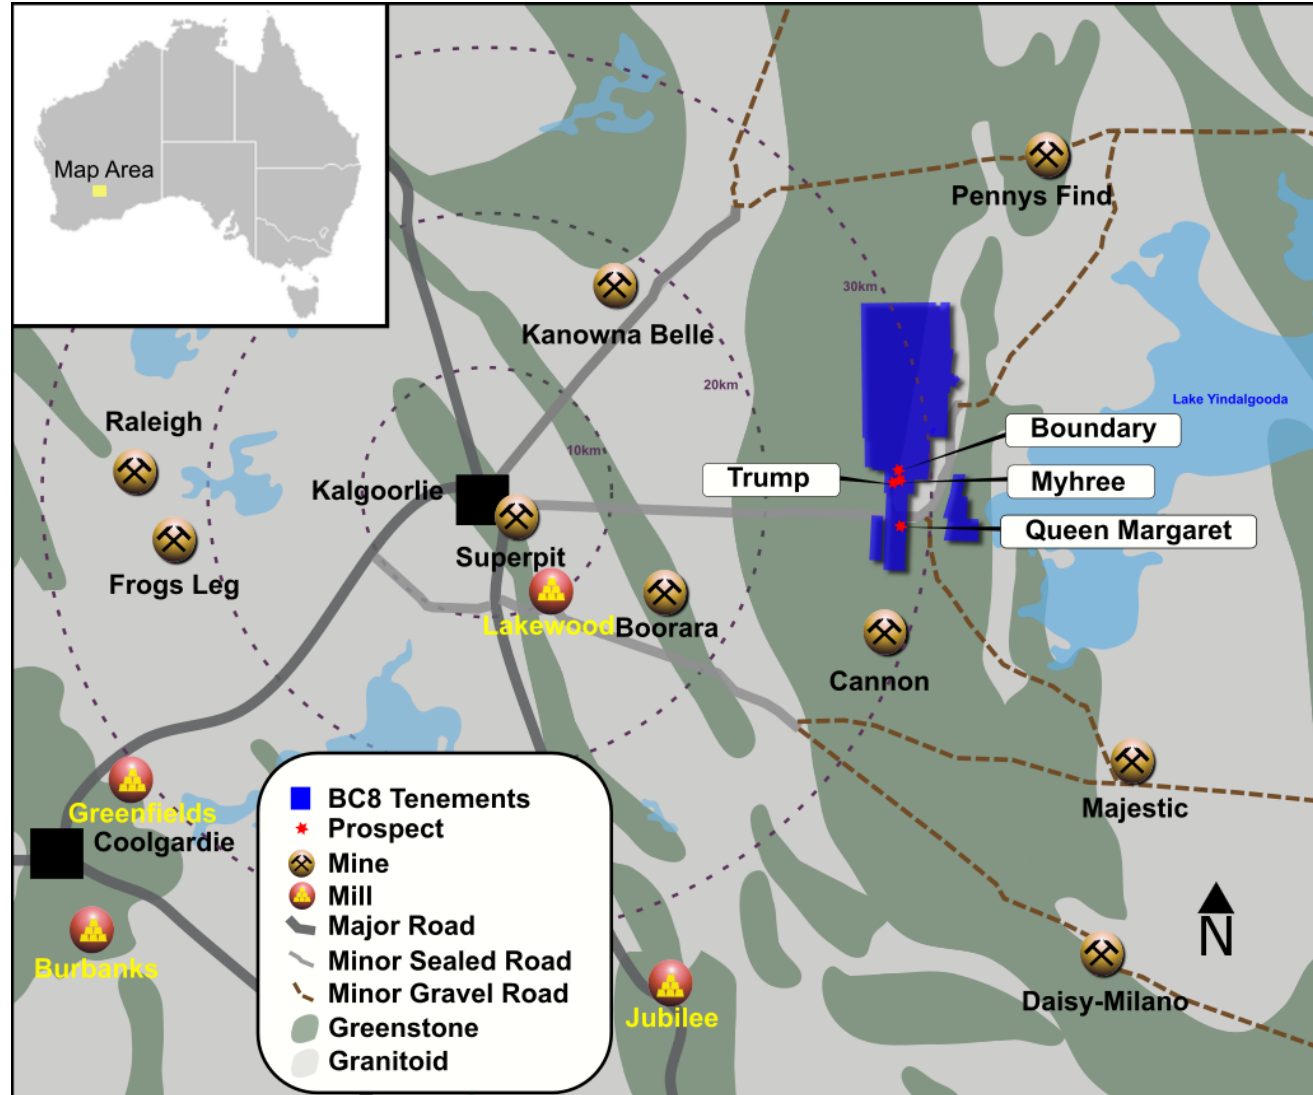 Map Area
Pennys Find
30km
Kanowna Belle
20km
Lake Yindalgooda
Raleigh
Boundary
10km
Trump
Myhree
Kalgoorlie
Queen Margaret
Superpit
Frogs Leg
Lakewood
Boorara
Cannon
Greenfields
Majestic
Coolgardie
Burbanks
Daisy-Milano
Jubilee
BC8 Tenements
Prospect
Mine
Mill
Major Road
Minor Sealed Road
Minor Gravel Road
Greenstone
Granitoid
N